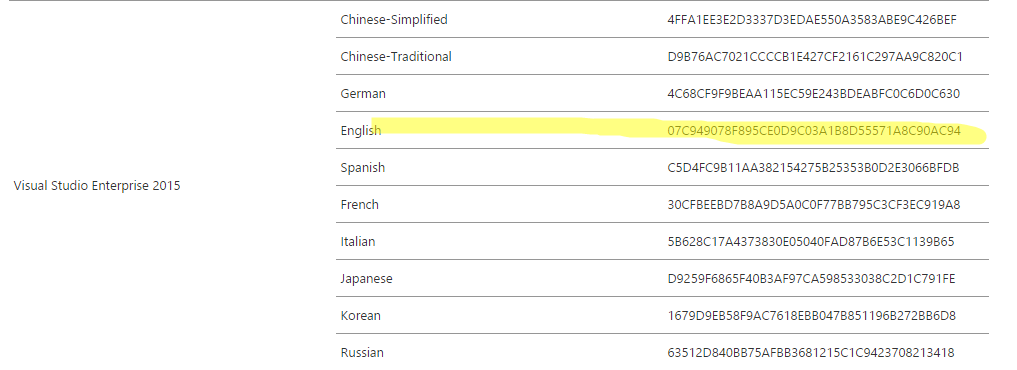 Chinese-Simplified 4FFA1EE3E2D3337D3EDAE550A3583ABE9C426BEF
Chinese-Traditional D9B76AC7021CCCCB1E427CF2161C297AA9C820C1
German 4C68CF9F9BEAA115EC59E243BDEABFC0C6D0C630
English 07C949078F895CE0D9C03A1B8D55571A8C90AC94
Spanish C5D4FC9B11AA382154275B25353B0D2E3066BFDB
Visual Studio Enterprise 2015
French 30CFBEEBD7B8A9D5A0C0F77BB795C3CF3EC919A8
Italian 5B628C17A4373830E05040FAD87B6E53C1139B65
Japanese D9259F6865F40B3AF97CA598533038C2D1C791FE
Korean 1679D9EB58F9AC7618EBB047B851196B272BB6D8
Russian 63512D840BB75AFBB3681215C1C9423708213418